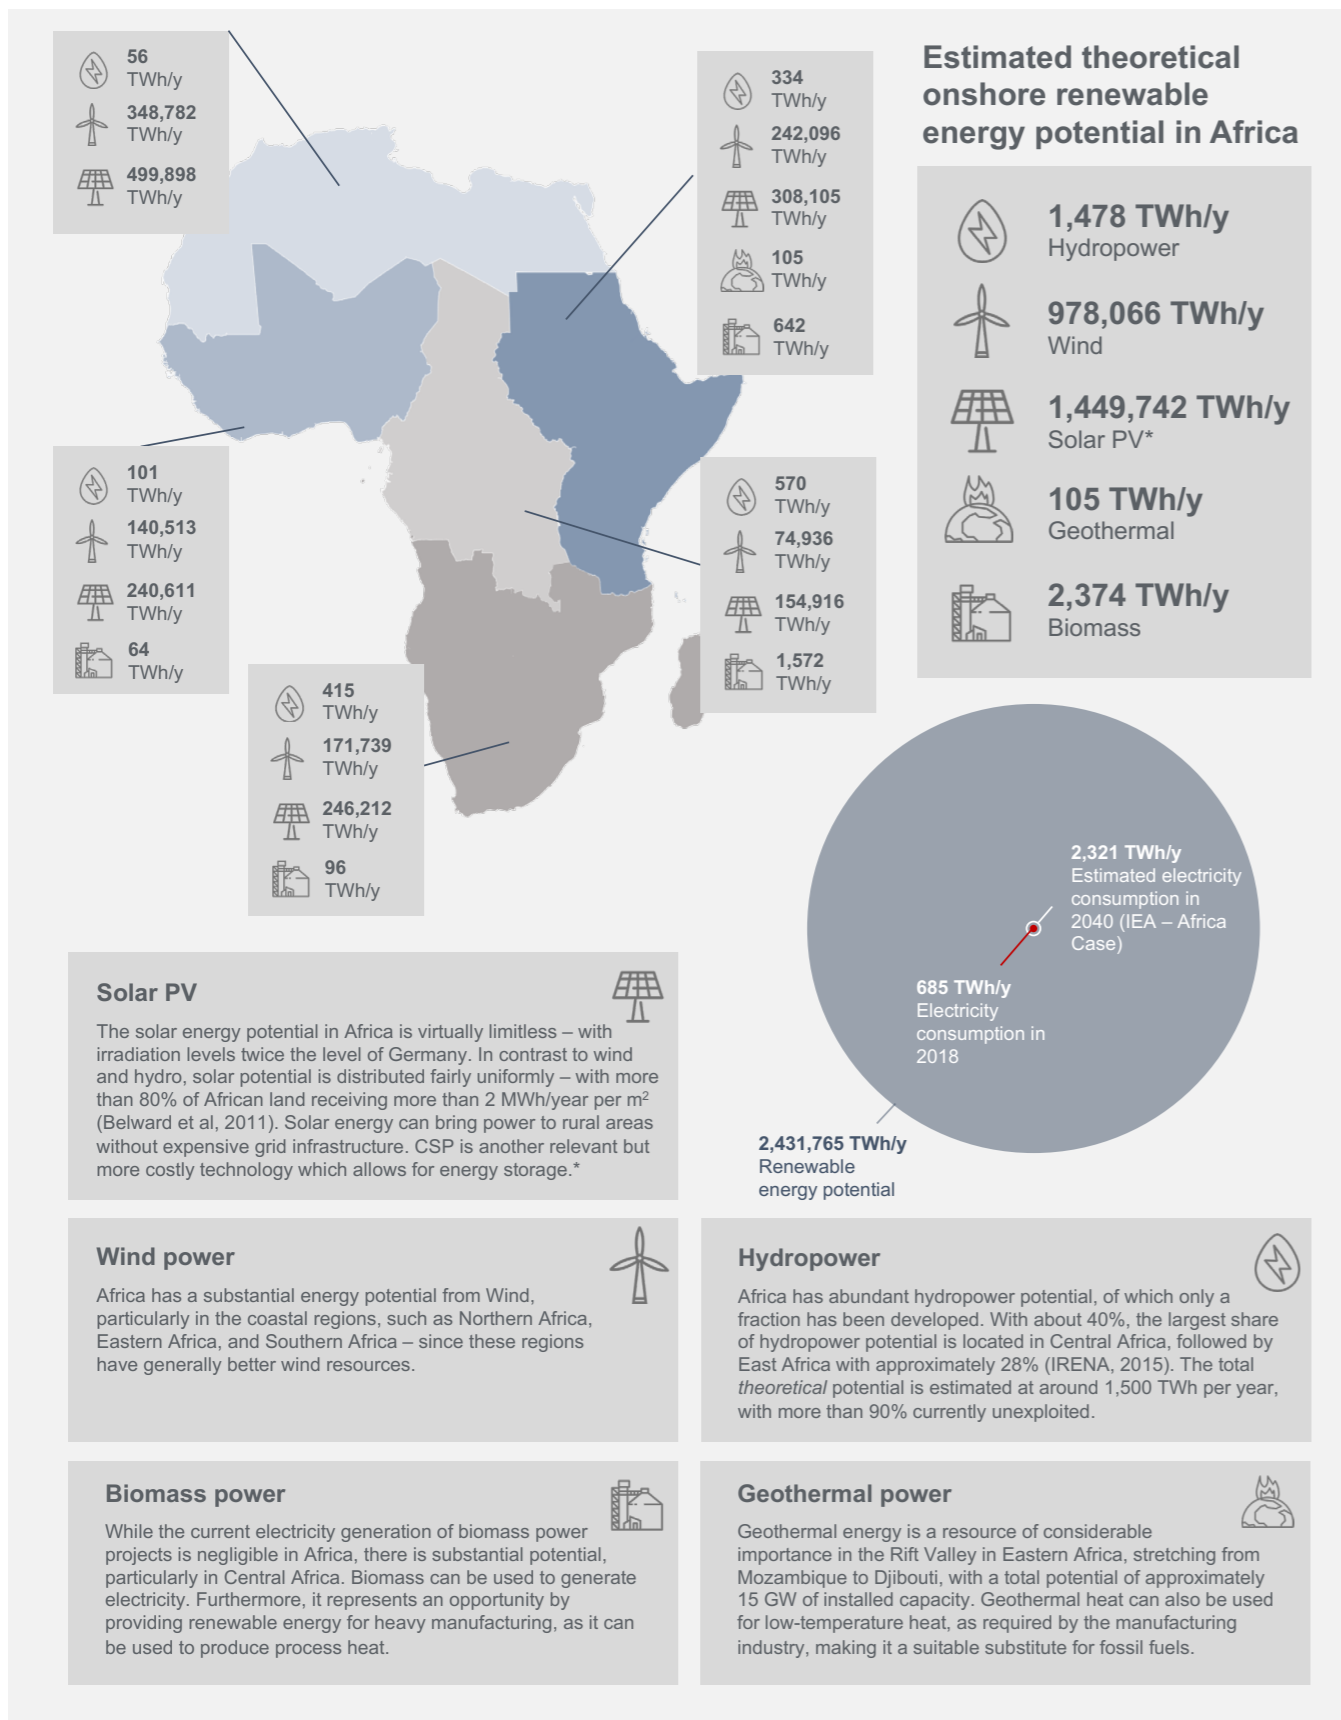 Estimated theoretical
onshore renewable
energy potential in Africa
56
TWh/y
348,782
TWh/y
499,898
TWh/y
334
TWh/y
242,096
TWh/y
308,105
TWh/y
105
TWh/y
642
TWh/y
1,478 TWh/y
Hydropower
978,066 TWh/y
Wind
1,449,742 TWh/y
Solar PV*
105 TWh/y
Geothermal
2,374 TWh/y
Biomass
101
TWh/y
140,513
TWh/y
240,611
TWh/y
64
TWh/y
570
TWh/y
74,936
TWh/y
154,916
TWh/y
1,572
TWh/y
415
TWh/y
171,739
TWh/y
246,212
TWh/y
96
TWh/y
2,321 TWh/y
Estimated electricity
consumption in
2040 (IEA – Africa
Case)
685 TWh/y
Electricity
consumption in
2018
2,431,765 TWh/y
Renewable
energy potential
Solar PV
The solar energy potential in Africa is virtually limitless – with
irradiation levels twice the level of Germany. In contrast to wind
and hydro, solar potential is distributed fairly uniformly – with more
than 80% of African land receiving more than 2 MWh/year per m²
(Belward et al, 2011). Solar energy can bring power to rural areas
without expensive grid infrastructure. CSP is another relevant but
more costly technology which allows for energy storage.*
Wind power
Africa has a substantial energy potential from Wind,
particularly in the coastal regions, such as Northern Africa,
Eastern Africa, and Southern Africa – since these regions
have generally better wind resources.
Hydropower
Africa has abundant hydropower potential, of which only a
fraction has been developed. With about 40%, the largest share
of hydropower potential is located in Central Africa, followed by
East Africa with approximately 28% (IRENA, 2015). The total
theoretical potential is estimated at around 1,500 TWh per year,
with more than 90% currently unexploited.
Biomass power
While the current electricity generation of biomass power
projects is negligible in Africa, there is substantial potential,
particularly in Central Africa. Biomass can be used to generate
electricity. Furthermore, it represents an opportunity by
providing renewable energy for heavy manufacturing, as it can
be used to produce process heat.
Geothermal power
Geothermal energy is a resource of considerable
importance in the Rift Valley in Eastern Africa, stretching from
Mozambique to Djibouti, with a total potential of approximately
15 GW of installed capacity. Geothermal heat can also be used
for low-temperature heat, as required by the manufacturing
industry, making it a suitable substitute for fossil fuels.